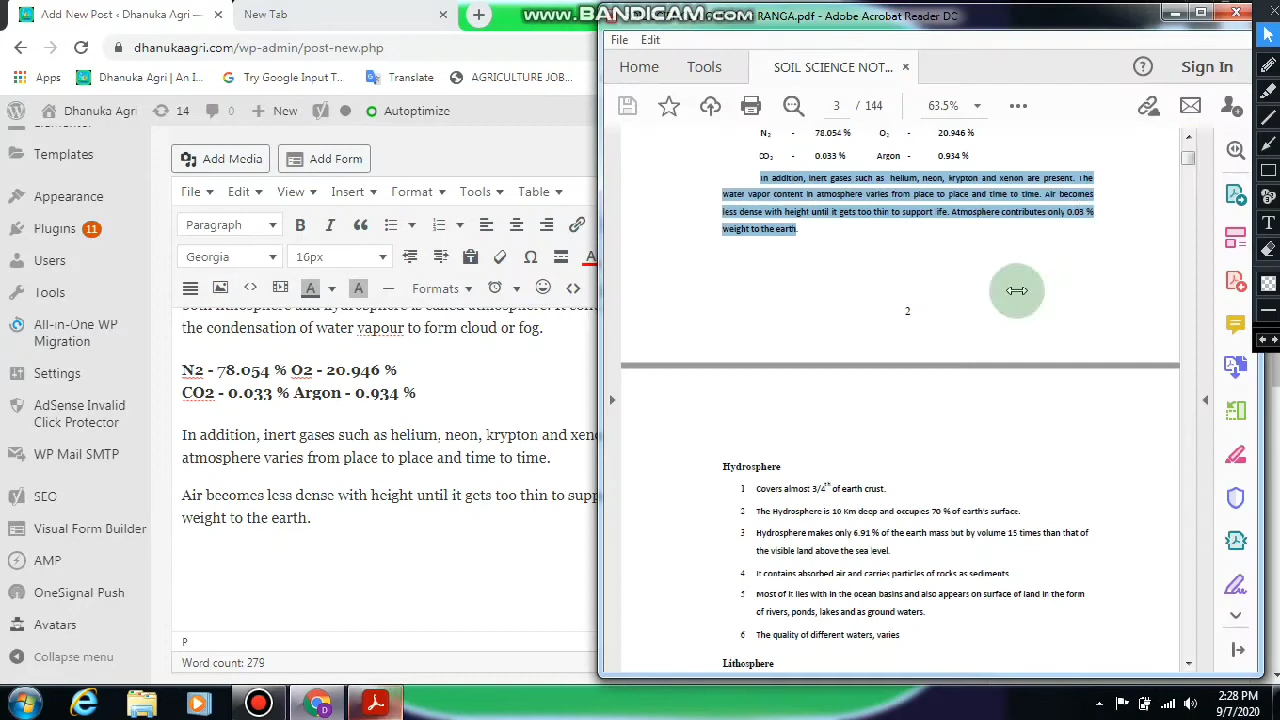 Add New Post ‹ Dhanuka Agri - ×
New Tab ×
www.BANDICAM.com
RANGA.pdf - Adobe Acrobat Reader DC
dhanukaagri.com/wp-admin/post-new.php
Apps Dhanuka Agri | An I... Try Google Input T... Translate AGRICULTURE JOB...
Dhanuka Agri 14 0 New Autoptimize
Templates
Appearance
Plugins 11
Users
Tools
All-in-One WP
Migration
Settings
AdSense Invalid
Click Protector
WP Mail SMTP
SEO
Visual Form Builder
AMP
OneSignal Push
Avatars
Collapse menu
Add Media Add Form
File Edit View Insert Format Tools Table
Paragraph
Georgia 16px
Formats
the condensation of water vapour to form cloud or fog.
N2 - 78.054 % O2 - 20.946 %
CO2 - 0.033 % Argon - 0.934 %
In addition, inert gases such as helium, neon, krypton and xeno
atmosphere varies from place to place and time to time.
Air becomes less dense with height until it gets too thin to supp
weight to the earth.
P
Word count: 279
File Edit
Home Tools SOIL SCIENCE NOT... × Sign In
3 / 144 63.5%
N₂ - 78.054 % O₂ - 20.946 %
CO₂ - 0.033 % Argon - 0.934 %
In addition, inert gases such as helium, neon, krypton and xenon are present. The
water vapor content in atmosphere varies from place to place and time to time. Air becomes
less dense with height until it gets too thin to support life. Atmosphere contributes only 0.03 %
weight to the earth.
2
Hydrosphere
1 Covers almost 3/4th of earth crust.
2 The Hydrosphere is 10 Km deep and occupies 70 % of earth's surface.
3 Hydrosphere makes only 6.91 % of the earth mass but by volume 15 times than that of
the visible land above the sea level.
4 It contains absorbed air and carries particles of rocks as sediments
5 Most of it lies with in the ocean basins and also appears on surface of land in the form
of rivers, ponds, lakes and as ground waters.
6 The quality of different waters, varies
Lithosphere
2:28 PM
9/7/2020